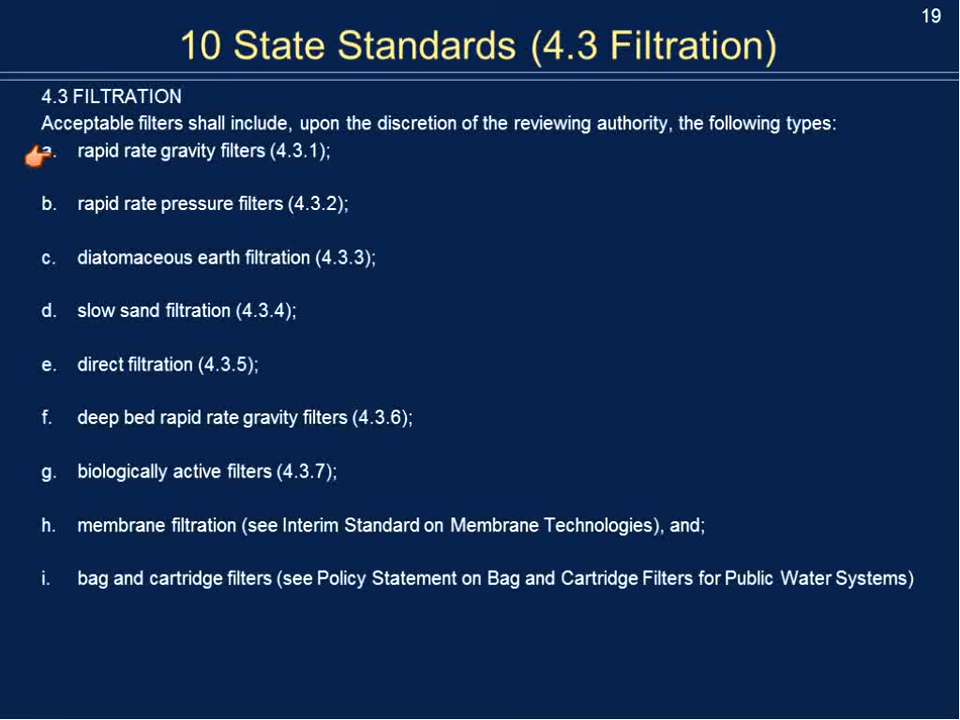 19
10 State Standards (4.3 Filtration)
4.3 FILTRATION
Acceptable filters shall include, upon the discretion of the reviewing authority, the following types:
a. rapid rate gravity filters (4.3.1);
b. rapid rate pressure filters (4.3.2);
c. diatomaceous earth filtration (4.3.3);
d. slow sand filtration (4.3.4);
e. direct filtration (4.3.5);
f. deep bed rapid rate gravity filters (4.3.6);
g. biologically active filters (4.3.7);
h. membrane filtration (see Interim Standard on Membrane Technologies), and;
i. bag and cartridge filters (see Policy Statement on Bag and Cartridge Filters for Public Water Systems)